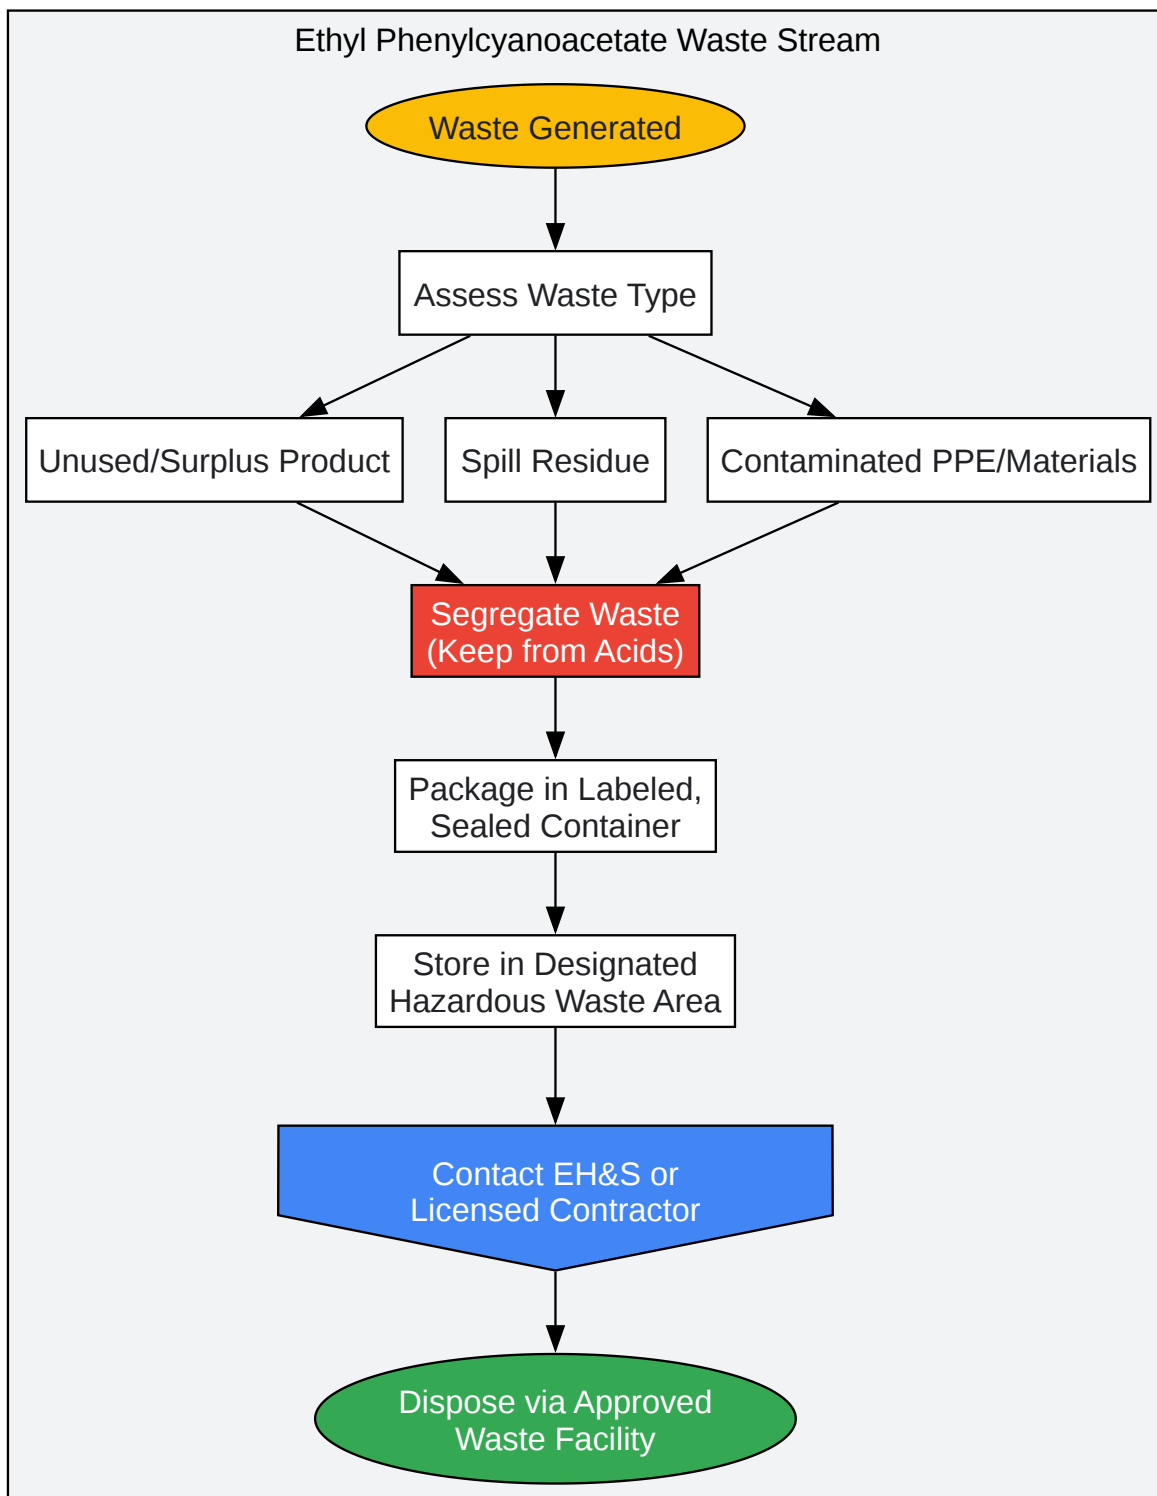 Ethyl Phenylcyanoacetate Waste Stream
Waste Generated
Assess Waste Type
Unused/Surplus Product
Spill Residue
Contaminated PPE/Materials
Segregate Waste
(Keep from Acids)
Package in Labeled,
Sealed Container
Store in Designated
Hazardous Waste Area
Contact EH&S or
Licensed Contractor
Dispose via Approved
Waste Facility